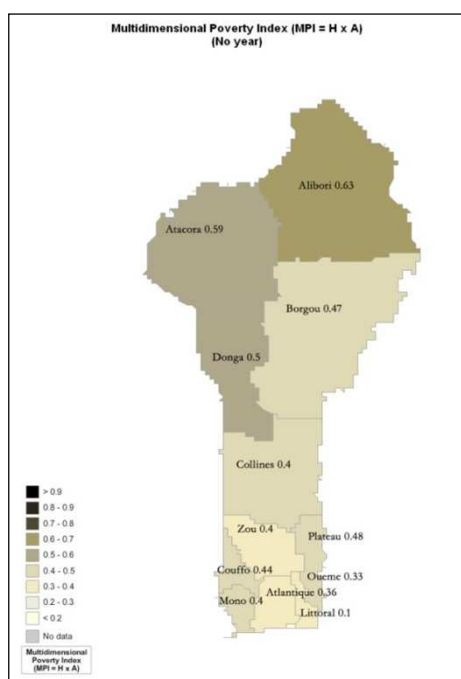 Multidimensional Poverty Index (MPI = H x A)
(No year)
Alibori 0.63
Atacora 0.59
Borgou 0.47
Donga 0.5
Collines 0.4
Zou 0.4
Plateau 0.48
Couffo 0.44
Oueme 0.33
Atlantique 0.36
Mono 0.4
Littoral 0.1
> 0.9
0.8 - 0.9
0.7 - 0.8
0.6 - 0.7
0.5 - 0.6
0.4 - 0.5
0.3 - 0.4
0.2 - 0.3
< 0.2
No data
Multidimensional
Poverty Index
(MPI = H x A)